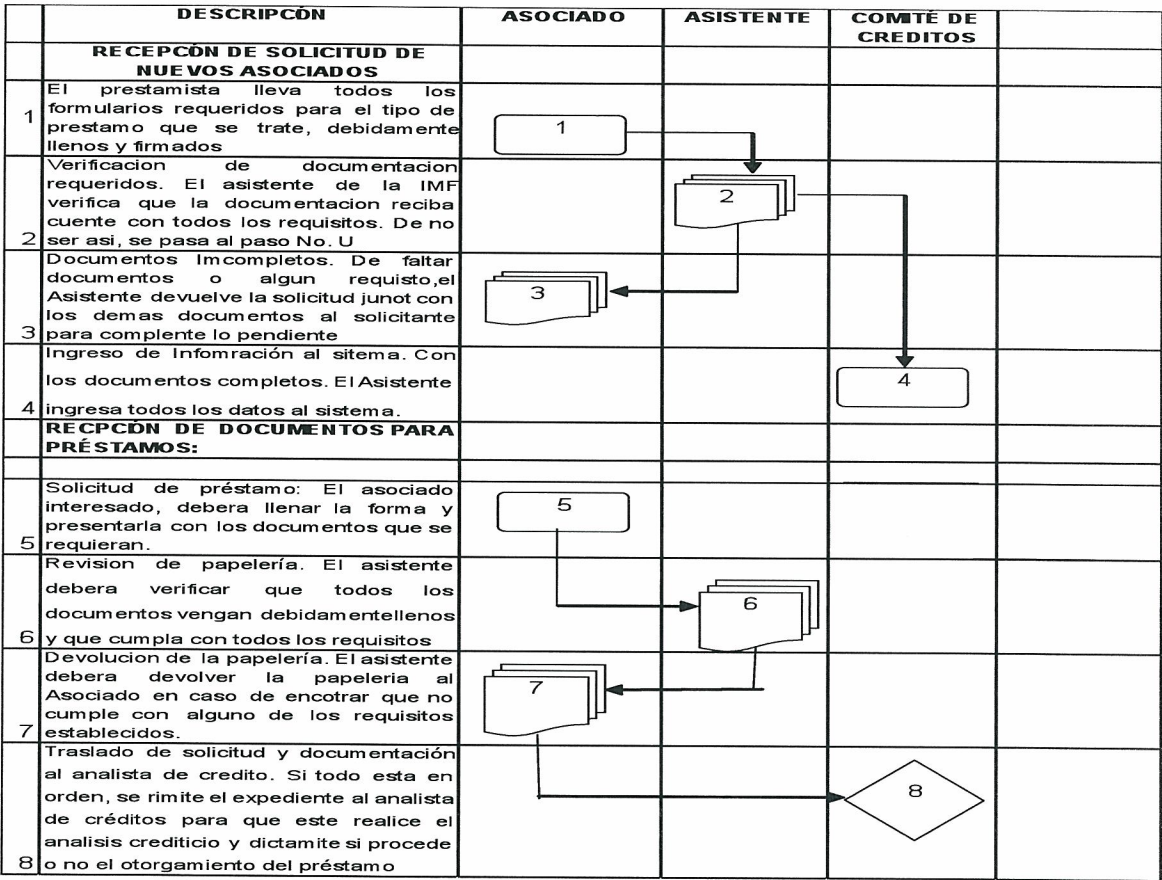 DESCRIPCÓN ASOCIADO ASISTENTE COMITÉ DE
CREDITOS
RECEPCÓN DE SOLICITUD DE
NUEVOS ASOCIADOS
El prestamista lleva todos los
formularios requeridos para el tipo de
prestamo que se trate, debidamente
llenos y firmados
1
1
Verificacion de documentacion
requeridos. El asistente de la IMF
verifica que la documentacion reciba
cuente con todos los requisitos. De no
ser asi, se pasa al paso No. U
2
2
Documentos Imcompletos. De faltar
documentos o algun requisto,el
Asistente devuelve la solicitud junot con
los demas documentos al solicitante
para complente lo pendiente
3
3
Ingreso de Infomración al sitema. Con
los documentos completos. El Asistente
ingresa todos los datos al sistema.
4
4
RECPCÓN DE DOCUMENTOS PARA
PRÉSTAMOS:
Solicitud de préstamo: El asociado
interesado, debera llenar la forma y
presentarla con los documentos que se
requieran.
5
5
Revision de papelería. El asistente
debera verificar que todos los
documentos vengan debidamentellenos
y que cumpla con todos los requisitos
6
6
Devolucion de la papelería. El asistente
debera devolver la papeleria al
Asociado en caso de encotrar que no
cumple con alguno de los requisitos
establecidos.
7
7
Traslado de solicitud y documentación
al analista de credito. Si todo esta en
orden, se rimite el expediente al analista
de créditos para que este realice el
analisis crediticio y dictamite si procede
o no el otorgamiento del préstamo
8
8